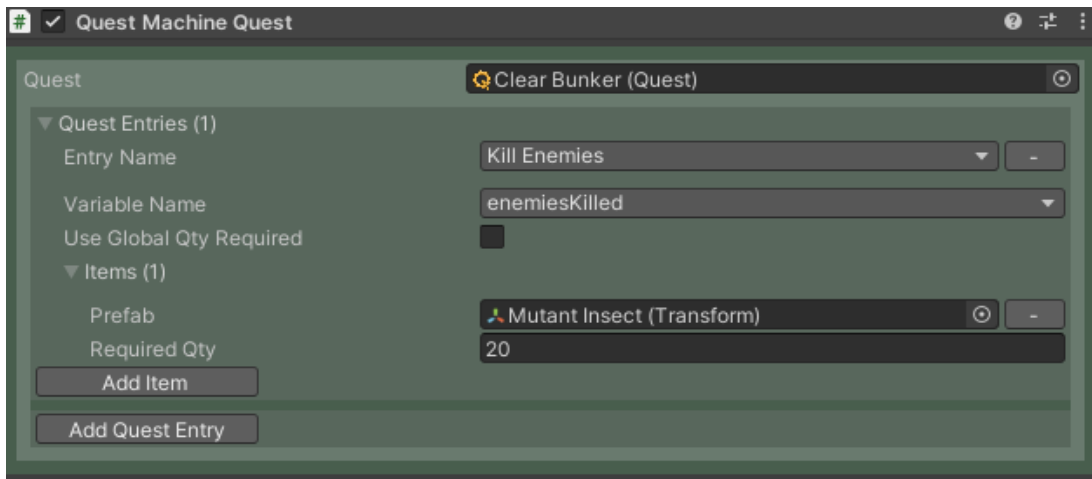 Quest Machine Quest
Quest Clear Bunker (Quest)
Quest Entries (1)
Entry Name Kill Enemies -
Variable Name enemiesKilled
Use Global Qty Required
Items (1)
Prefab Mutant Insect (Transform) -
Required Qty 20
Add Item
Add Quest Entry